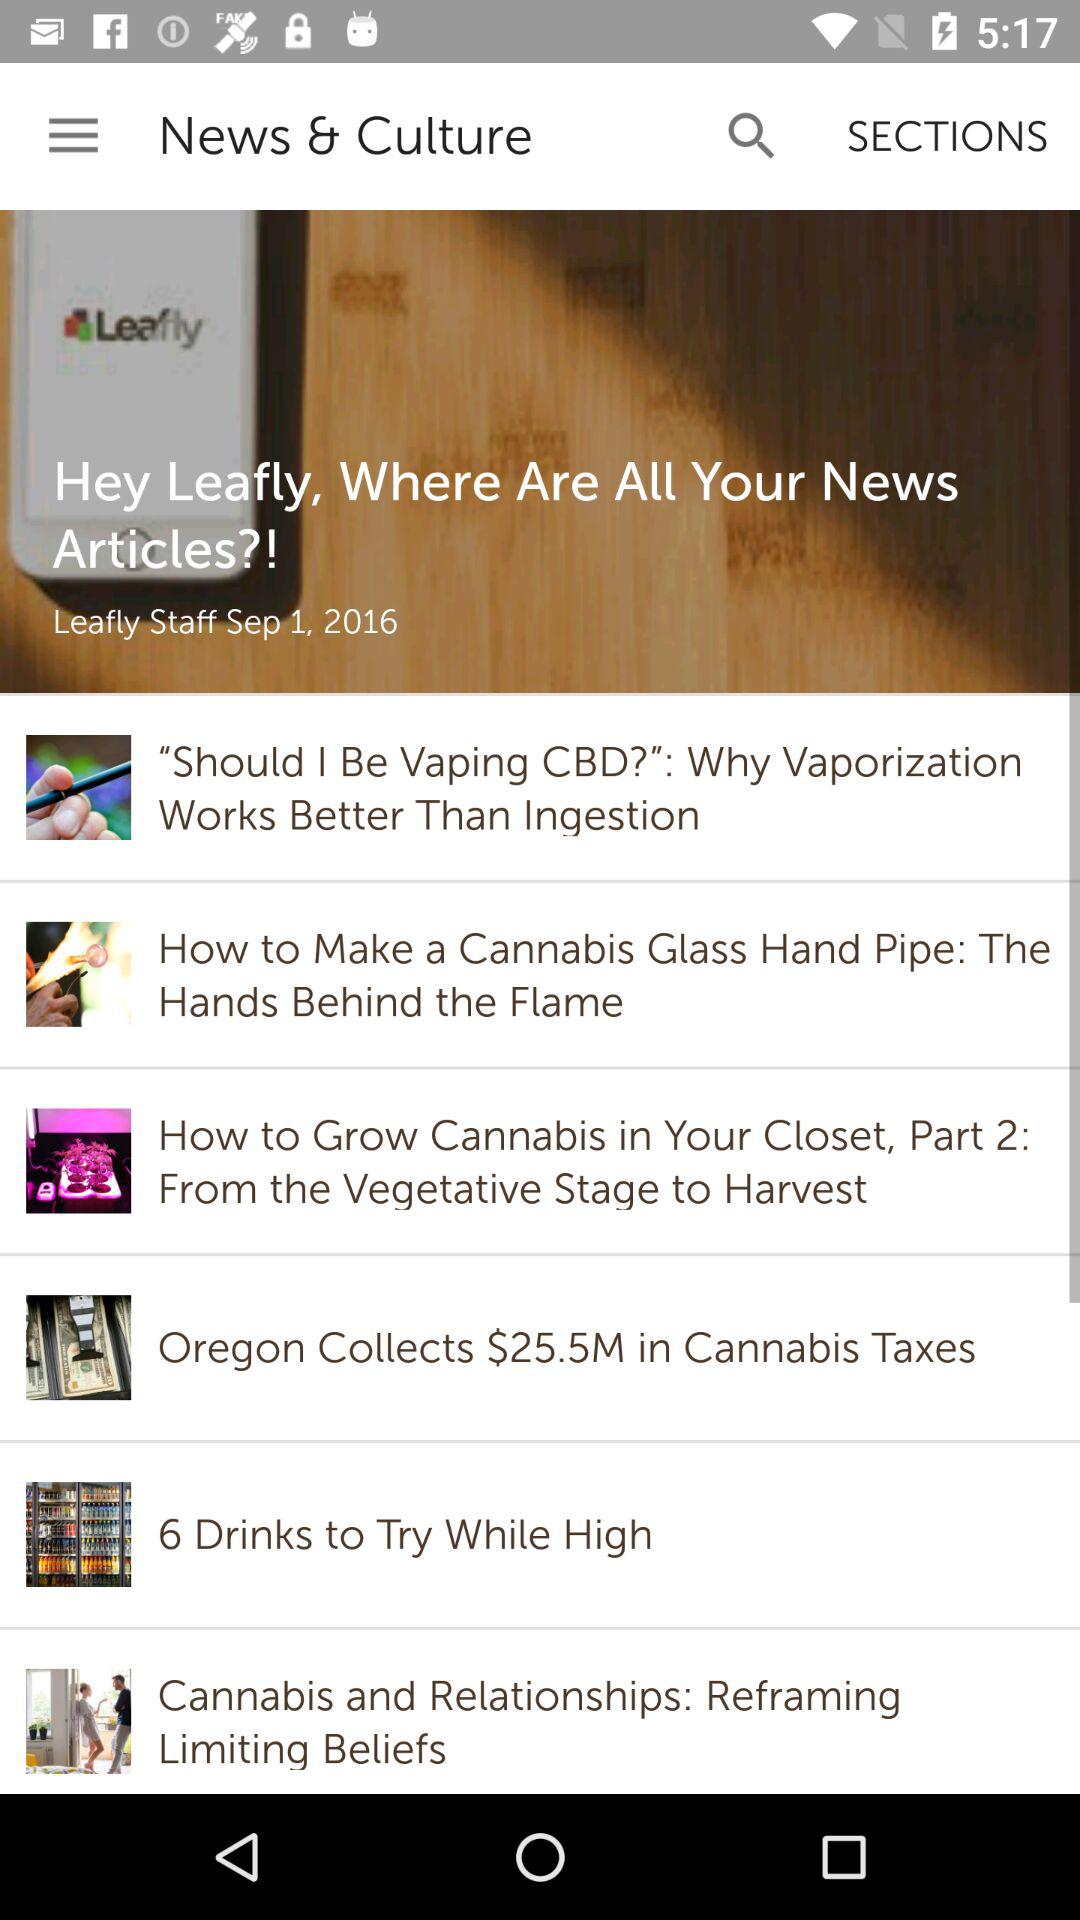 FAKE
5:17
News & Culture
SECTIONS
Leafly
Hey Leafly, Where Are All Your News
Articles?!
Leafly Staff Sep 1, 2016
“Should I Be Vaping CBD?”: Why Vaporization
Works Better Than Ingestion
How to Make a Cannabis Glass Hand Pipe: The
Hands Behind the Flame
How to Grow Cannabis in Your Closet, Part 2:
From the Vegetative Stage to Harvest
Oregon Collects $25.5M in Cannabis Taxes
6 Drinks to Try While High
Cannabis and Relationships: Reframing
Limiting Beliefs